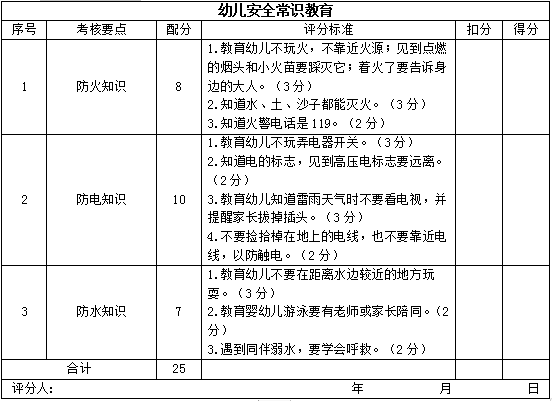 幼儿安全常识教育
序号 考核要点 配分 评分标准 扣分 得分
1 防火知识 8
1.教育幼儿不玩火，不靠近火源；见到点燃
的烟头和小火苗要踩灭它；着火了要告诉身
边的大人。（3分）
2.知道水、土、沙子都能灭火。（3分）
3.知道火警电话是119。（2分）
2 防电知识 10
1.教育幼儿不玩弄电器开关。（3分）
2.知道电的标志，见到高压电标志要远离。
（2分）
3.教育幼儿知道雷雨天气时不要看电视，并
提醒家长拔掉插头。（3分）
4.不要捡掉在地上的电线，也不要靠近电
线，以防触电。（2分）
3 防水知识 7
1.教育幼儿不要在距离水边较近的地方玩
耍。（3分）
2.教育婴幼儿游泳要有老师或家长陪同。（2
分）
3.遇到同伴溺水，要学会呼救。（2分）
合计 25
评分人： 年 月 日